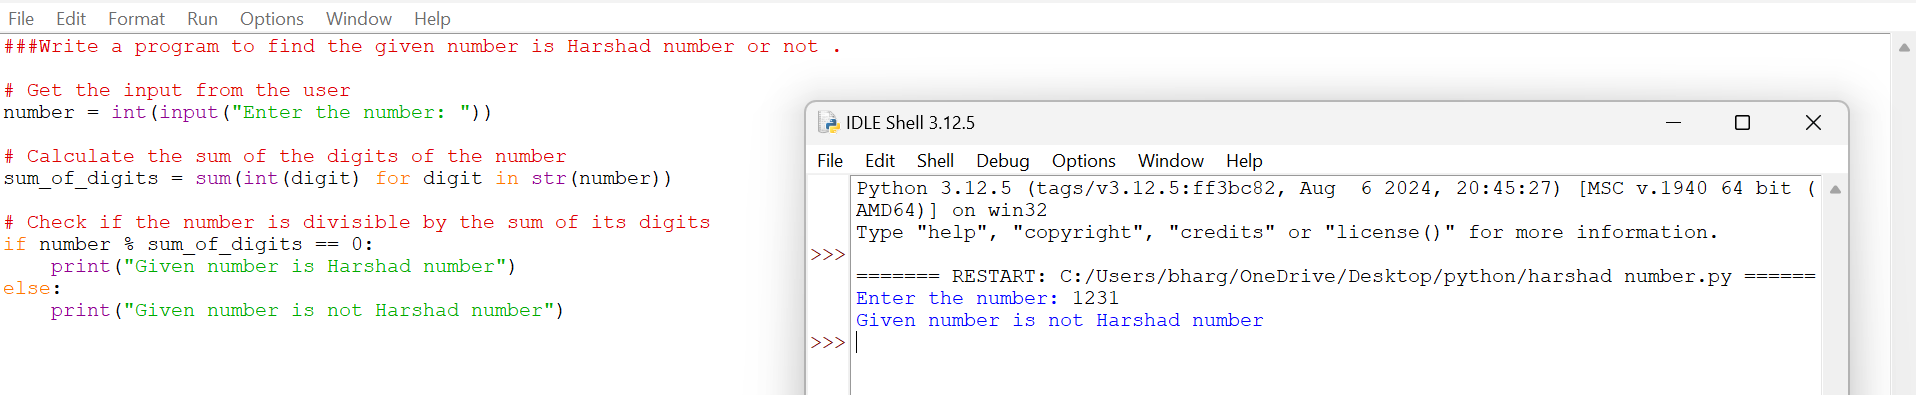 File Edit Format Run Options Window Help
###Write a program to find the given number is Harshad number or not .
# Get the input from the user
number = int(input("Enter the number: "))
# Calculate the sum of the digits of the number
sum_of_digits = sum(int(digit) for digit in str(number))
# Check if the number is divisible by the sum of its digits
if number % sum_of_digits == 0:
    print("Given number is Harshad number")
else:
    print("Given number is not Harshad number")
IDLE Shell 3.12.5
File Edit Shell Debug Options Window Help
Python 3.12.5 (tags/v3.12.5:ff3bc82, Aug  6 2024, 20:45:27) [MSC v.1940 64 bit (
AMD64)] on win32
Type "help", "copyright", "credits" or "license()" for more information.
>>>
======= RESTART: C:/Users/bharg/OneDrive/Desktop/python/harshad number.py ======
Enter the number: 1231
Given number is not Harshad number
>>>